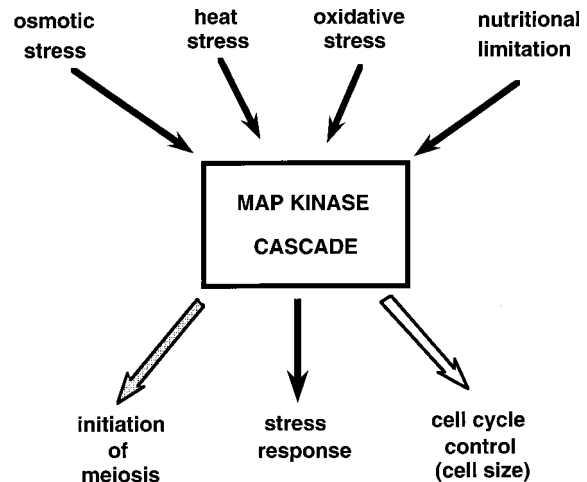 osmotic
stress
heat
stress
oxidative
stress
nutritional
limitation
MAP KINASE
CASCADE
initiation
of
meiosis
stress
response
cell cycle
control
(cell size)